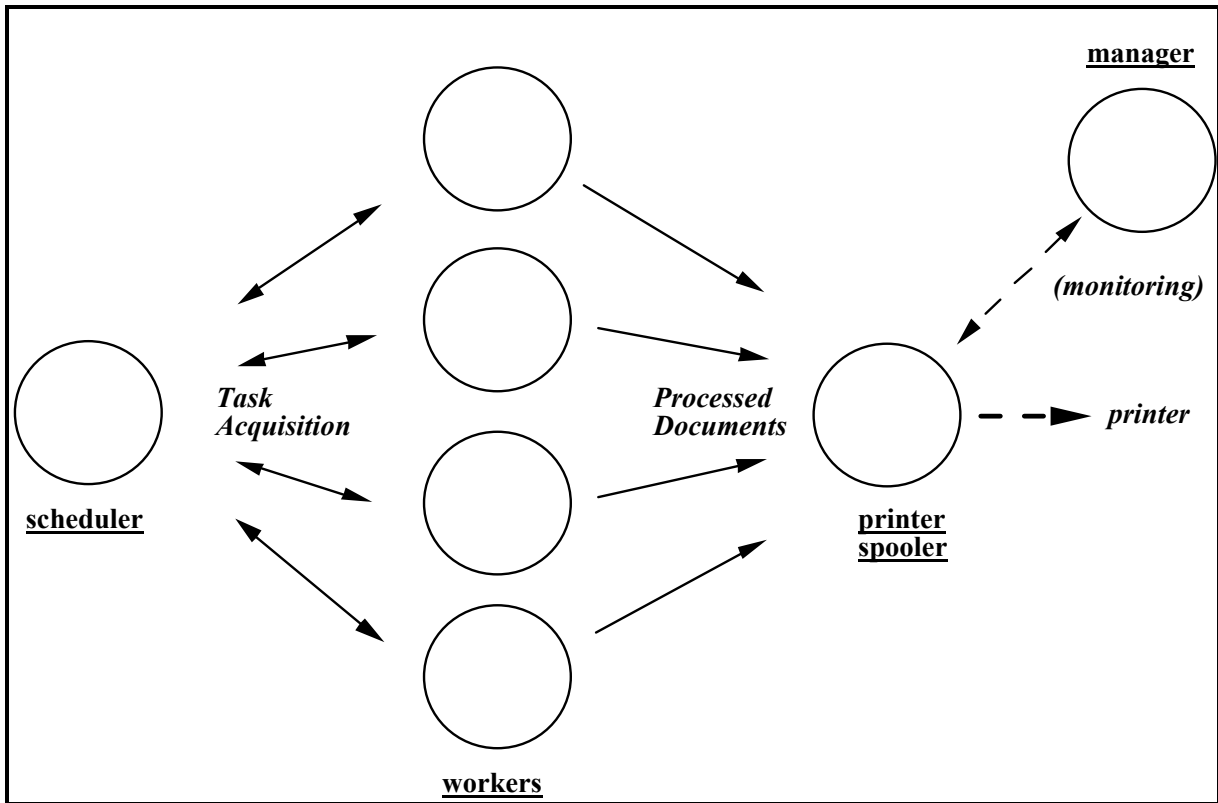 manager
(monitoring)
Task
Acquisition
Processed
Documents
printer
scheduler
printer
spooler
workers